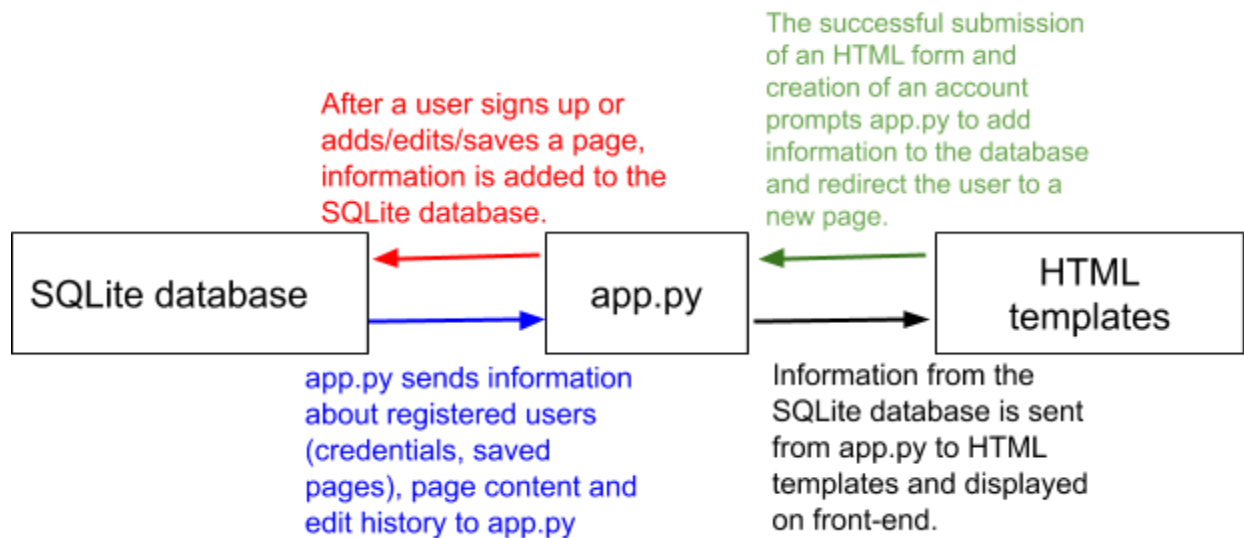 The successful submission
of an HTML form and
creation of an account
prompts app.py to add
information to the database
and redirect the user to a
new page.
After a user signs up or
adds/edits/saves a page,
information is added to the
SQLite database.
SQLite database
app.py
HTML
templates
app.py sends information
about registered users
(credentials, saved
pages), page content and
edit history to app.py
Information from the
SQLite database is sent
from app.py to HTML
templates and displayed
on front-end.